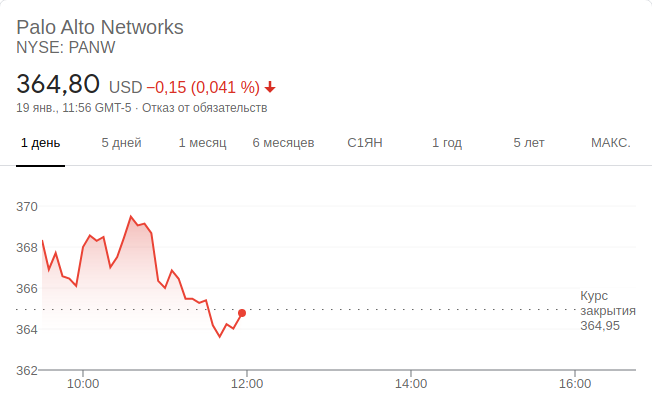 Palo Alto Networks
NYSE: PANW
364,80 USD −0,15 (0,041 %)
19 янв., 11:56 GMT-5 · Отказ от обязательств
1 день 5 дней 1 месяц 6 месяцев С1ЯН 1 год 5 лет МАКС.
370
368
366
364
362
Курс
закрытия
364,95
10:00 12:00 14:00 16:00